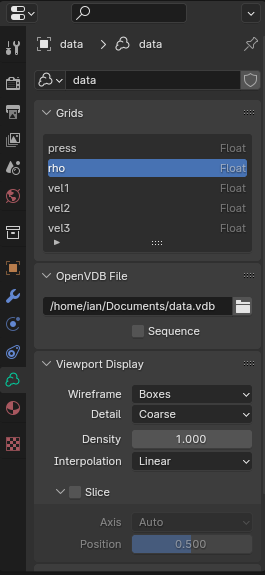 data > data
data
Grids
press Float
rho Float
vel1 Float
vel2 Float
vel3 Float
OpenVDB File
/home/ian/Documents/data.vdb
Sequence
Viewport Display
Wireframe Boxes
Detail Coarse
Density 1.000
Interpolation Linear
Slice
Axis Auto
Position 0.500